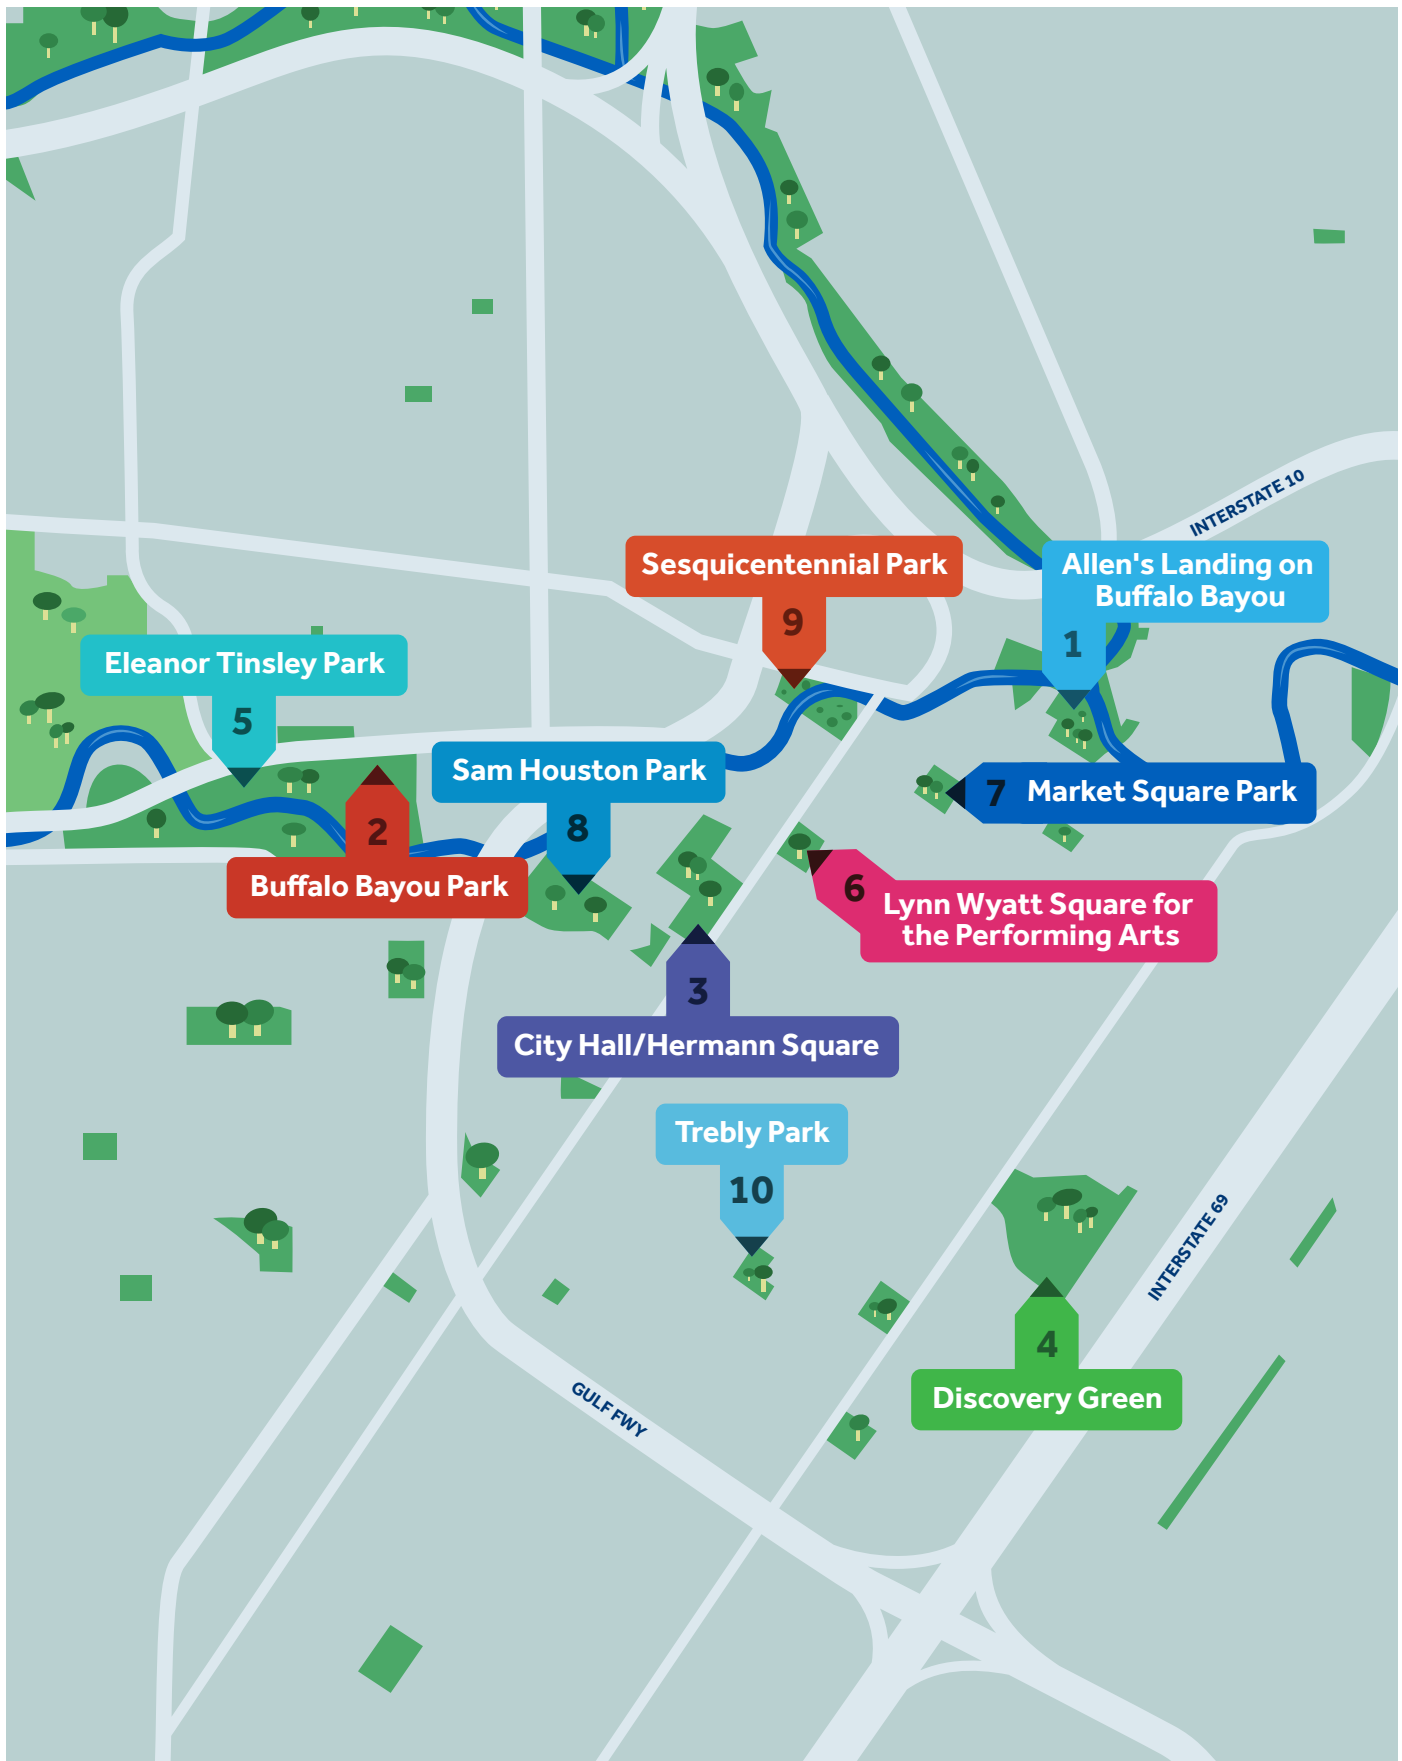 INTERSTATE 10
Sesquicentennial Park
9
Allen's Landing on
Buffalo Bayou
1
Eleanor Tinsley Park
5
Sam Houston Park
8
7 Market Square Park
2
Buffalo Bayou Park
6
Lynn Wyatt Square for
the Performing Arts
3
City Hall/Hermann Square
Trebly Park
10
INTERSTATE 69
4
Discovery Green
GULF FWY